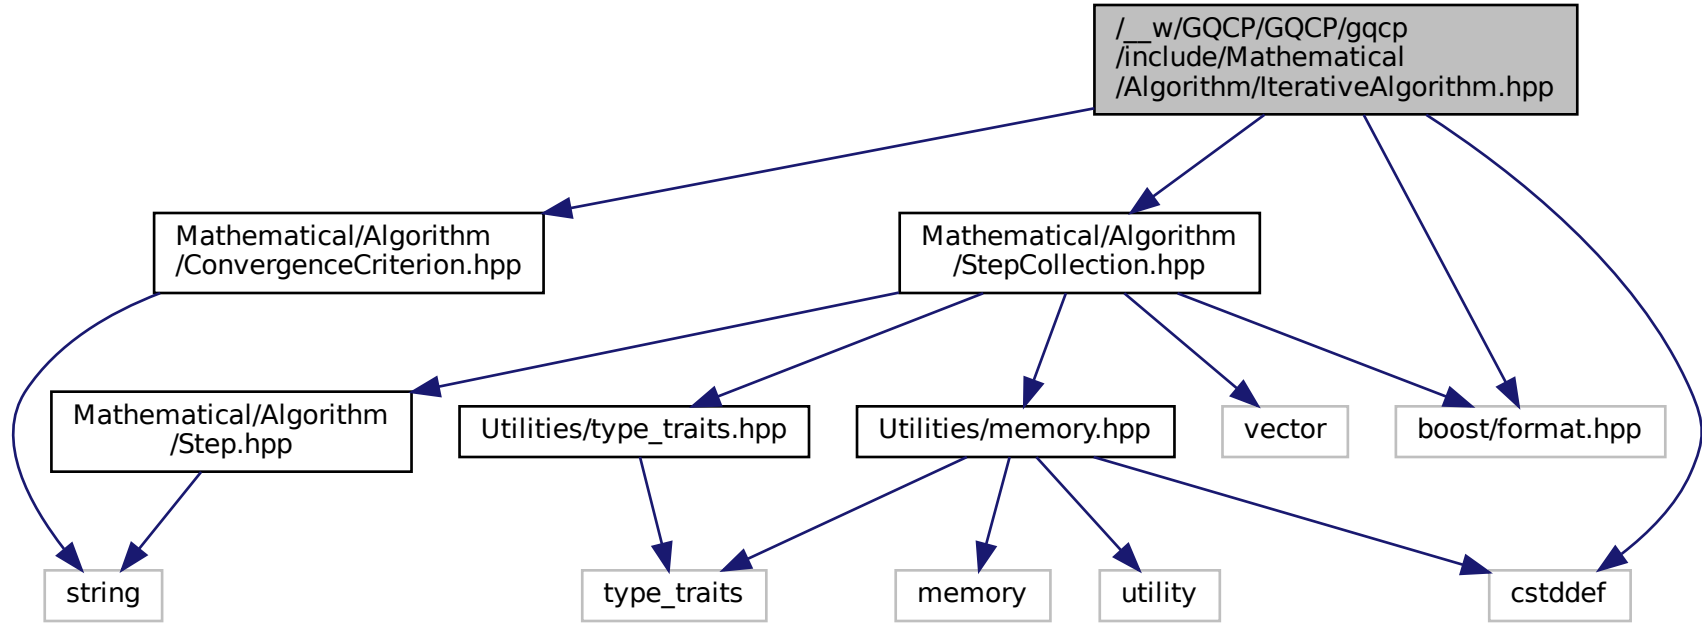 /__w/GQCP/GQCP/gqcp
/include/Mathematical
/Algorithm/IterativeAlgorithm.hpp
Mathematical/Algorithm
/ConvergenceCriterion.hpp
Mathematical/Algorithm
/StepCollection.hpp
Mathematical/Algorithm
/Step.hpp
Utilities/type_traits.hpp
Utilities/memory.hpp
vector
boost/format.hpp
string
type_traits
memory
utility
cstddef